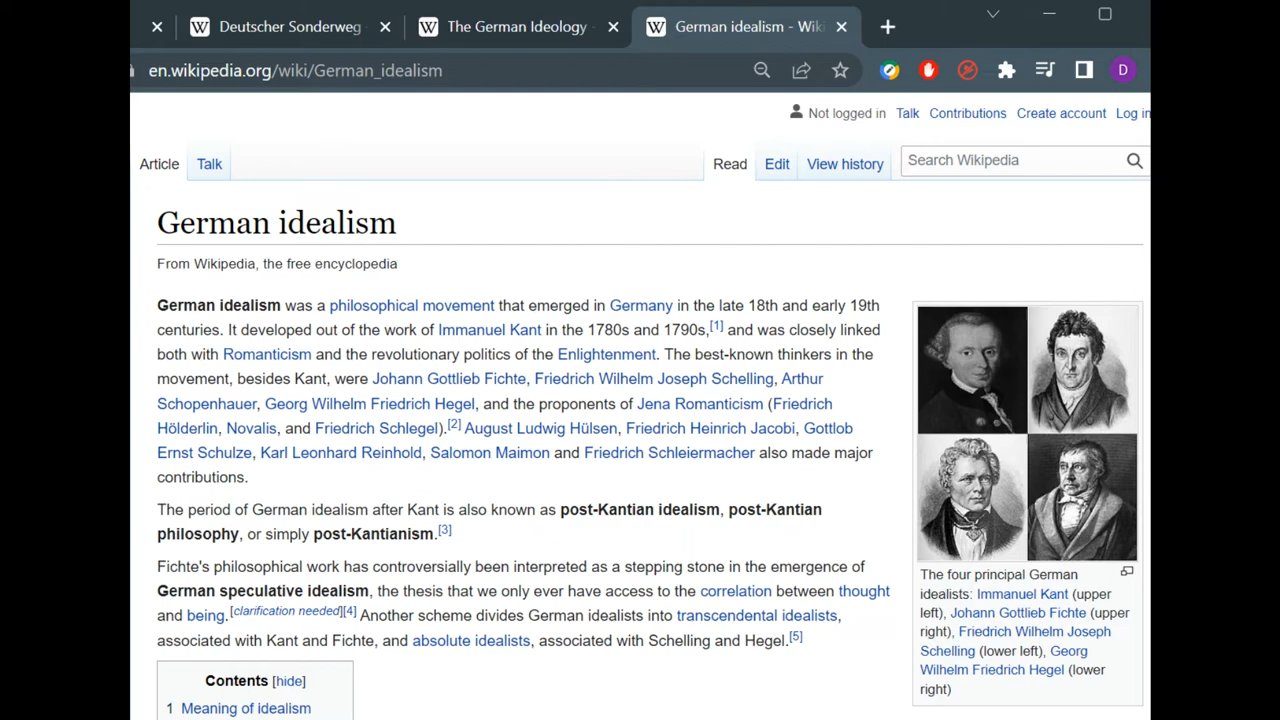 Deutscher Sonderweg
The German Ideology
German idealism - Wiki
en.wikipedia.org/wiki/German_idealism
D
Not logged in Talk Contributions Create account Log in
Article Talk Read Edit View history Search Wikipedia
German idealism
From Wikipedia, the free encyclopedia
German idealism was a philosophical movement that emerged in Germany in the late 18th and early 19th
centuries. It developed out of the work of Immanuel Kant in the 1780s and 1790s,[1] and was closely linked
both with Romanticism and the revolutionary politics of the Enlightenment. The best-known thinkers in the
movement, besides Kant, were Johann Gottlieb Fichte, Friedrich Wilhelm Joseph Schelling, Arthur
Schopenhauer, Georg Wilhelm Friedrich Hegel, and the proponents of Jena Romanticism (Friedrich
Hölderlin, Novalis, and Friedrich Schlegel).[2] August Ludwig Hülsen, Friedrich Heinrich Jacobi, Gottlob
Ernst Schulze, Karl Leonhard Reinhold, Salomon Maimon and Friedrich Schleiermacher also made major
contributions.
The period of German idealism after Kant is also known as post-Kantian idealism, post-Kantian
philosophy, or simply post-Kantianism.[3]
Fichte's philosophical work has controversially been interpreted as a stepping stone in the emergence of
German speculative idealism, the thesis that we only ever have access to the correlation between thought
and being.[clarification needed][4] Another scheme divides German idealists into transcendental idealists,
associated with Kant and Fichte, and absolute idealists, associated with Schelling and Hegel.[5]
The four principal German
idealists: Immanuel Kant (upper
left), Johann Gottlieb Fichte (upper
right), Friedrich Wilhelm Joseph
Schelling (lower left), Georg
Wilhelm Friedrich Hegel (lower
right)
Contents [hide]
1 Meaning of idealism